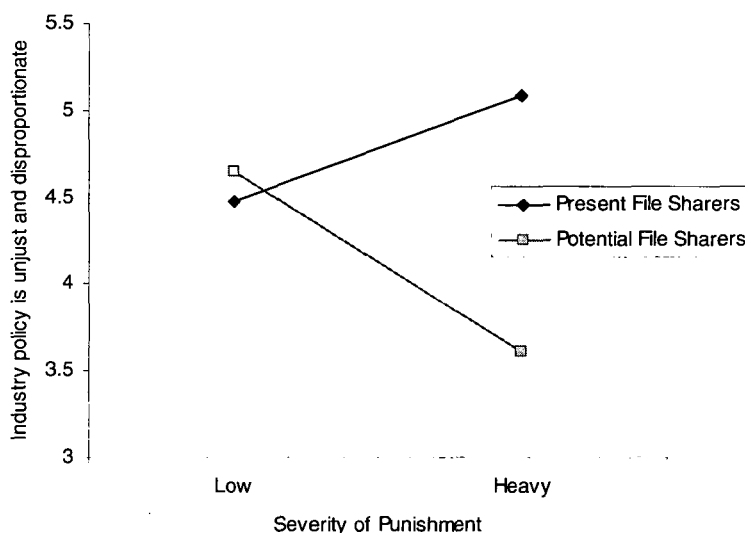 5.5
5
4.5
4
3.5
3
Industry policy is unjust and disproportionate
Present File Sharers
Potential File Sharers
Low
Heavy
Severity of Punishment